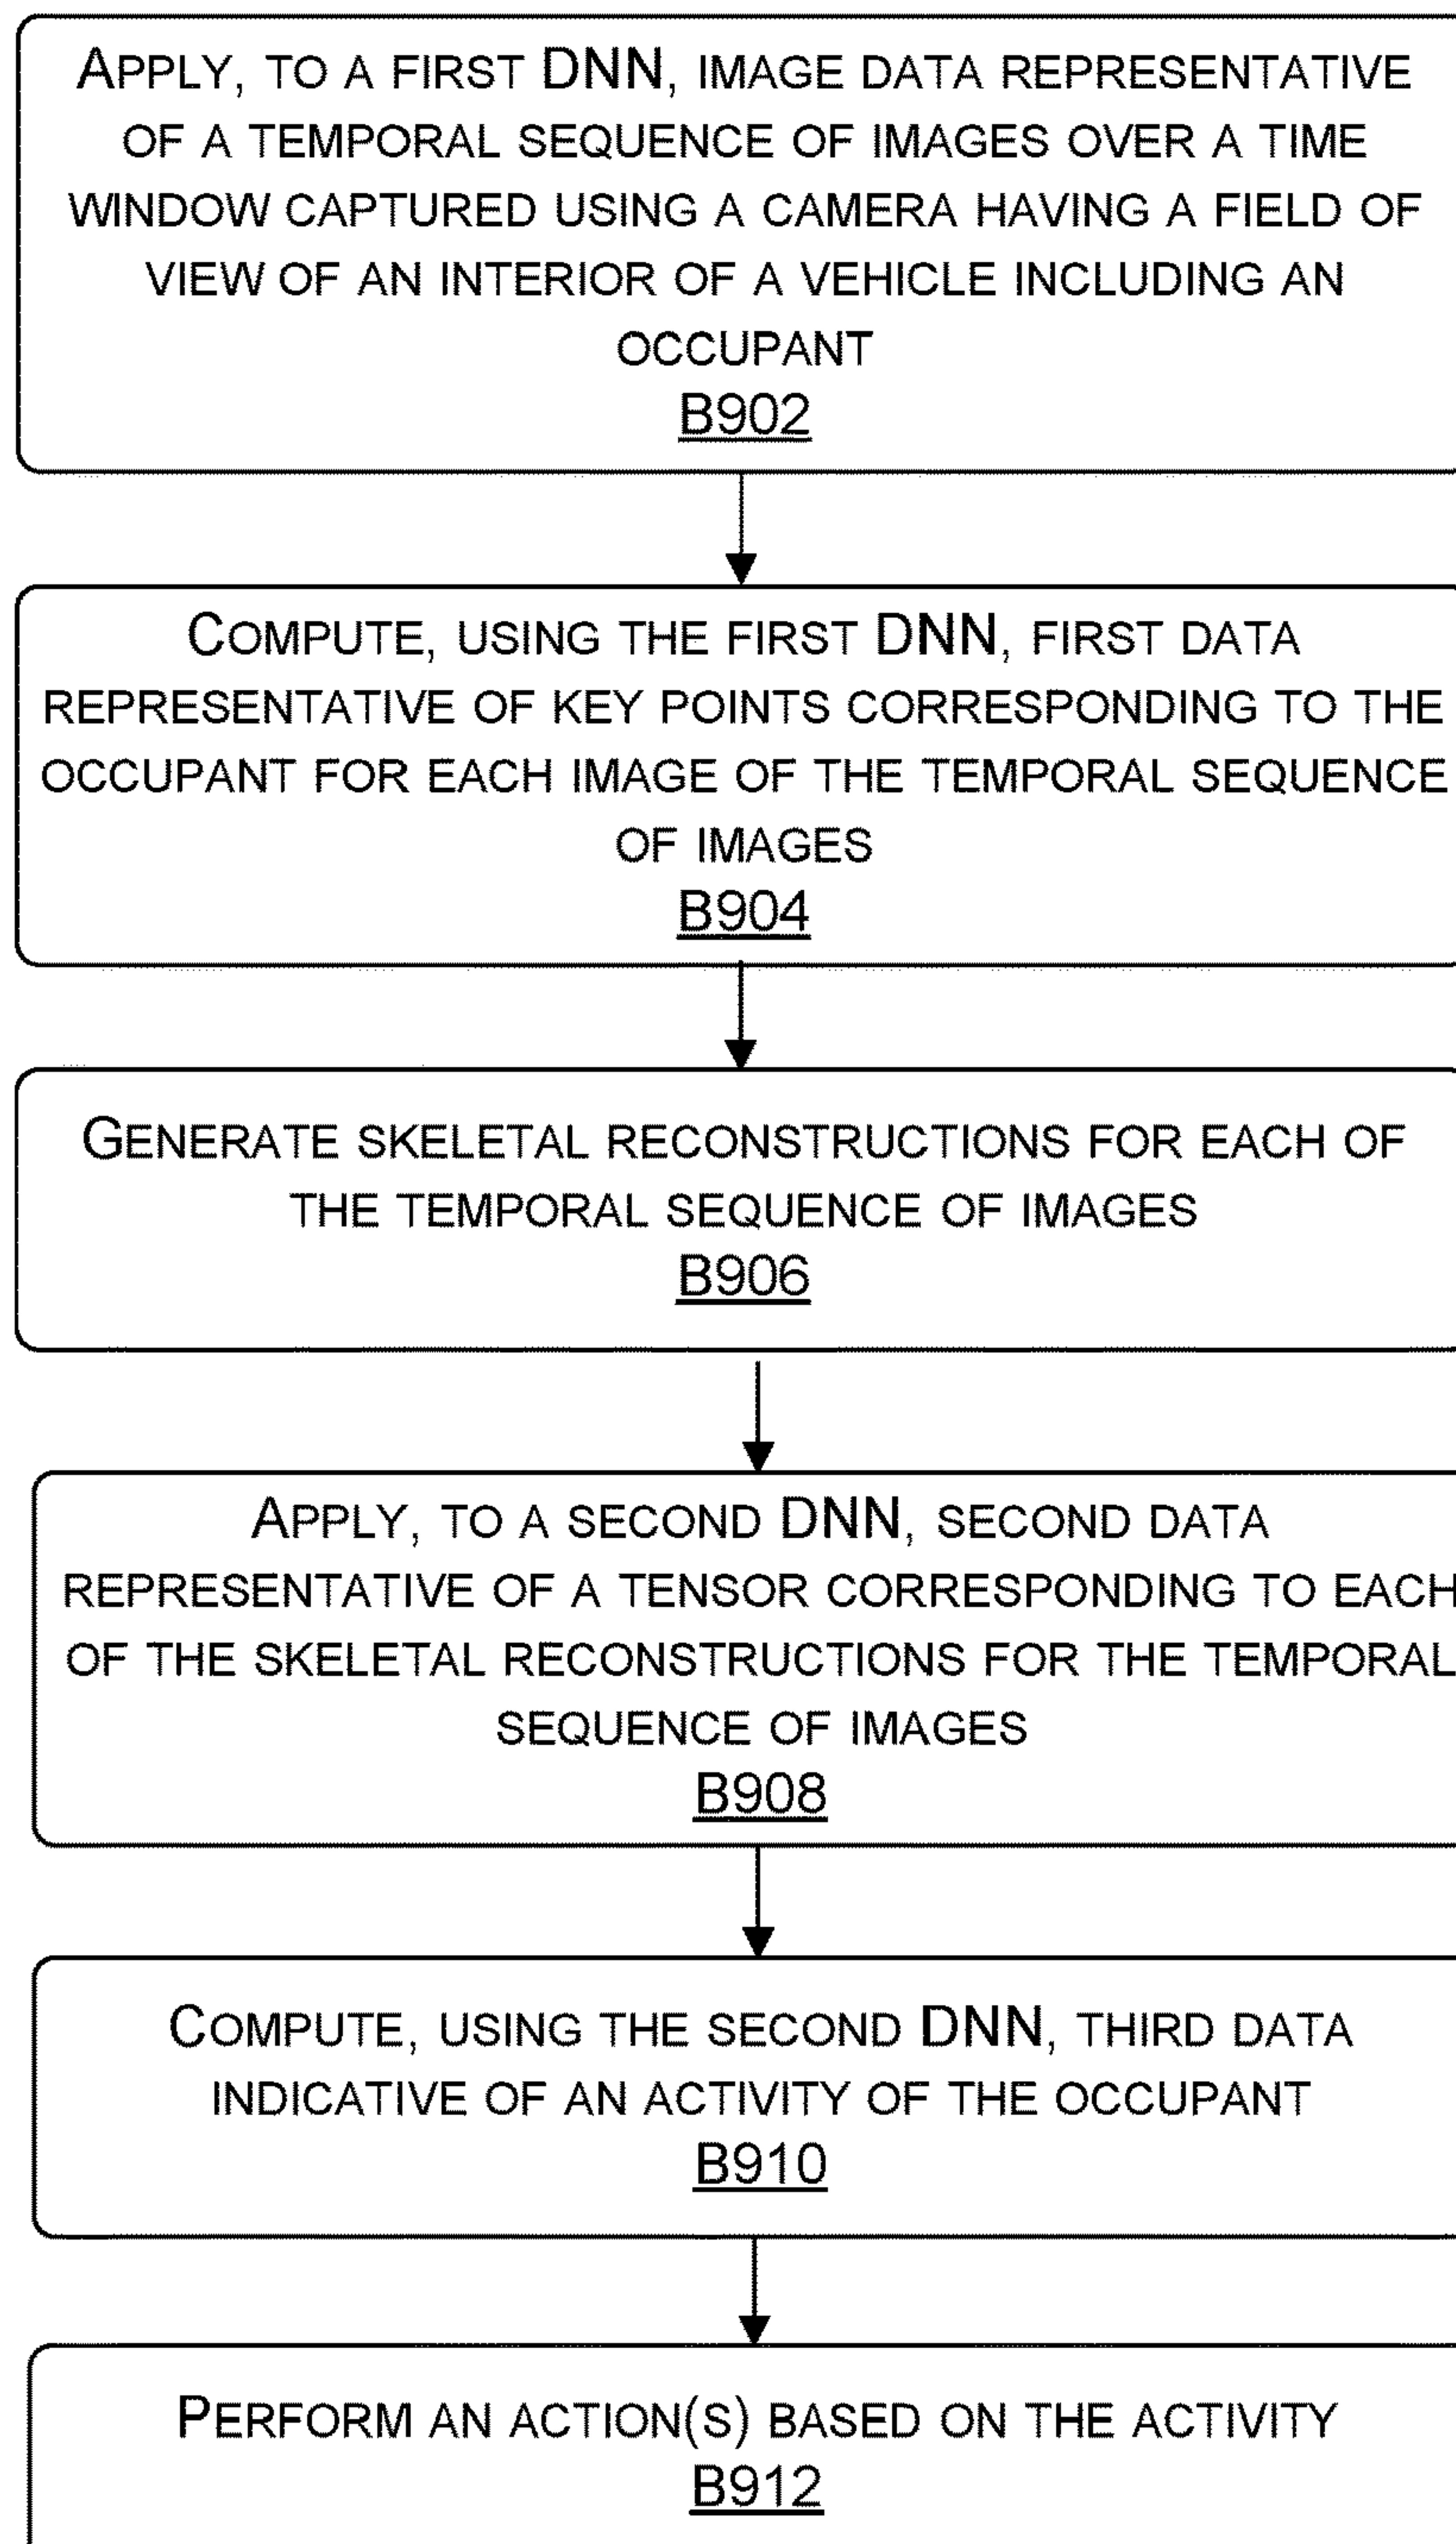 APPLY, TO A FIRST DNN, IMAGE DATA REPRESENTATIVE
OF A TEMPORAL SEQUENCE OF IMAGES OVER A TIME
WINDOW CAPTURED USING A CAMERA HAVING A FIELD OF
VIEW OF AN INTERIOR OF A VEHICLE INCLUDING AN
OCCUPANT
B902
COMPUTE, USING THE FIRST DNN, FIRST DATA
REPRESENTATIVE OF KEY POINTS CORRESPONDING TO THE
OCCUPANT FOR EACH IMAGE OF THE TEMPORAL SEQUENCE
OF IMAGES
B904
GENERATE SKELETAL RECONSTRUCTIONS FOR EACH OF
THE TEMPORAL SEQUENCE OF IMAGES
B906
APPLY, TO A SECOND DNN, SECOND DATA
REPRESENTATIVE OF A TENSOR CORRESPONDING TO EACH
OF THE SKELETAL RECONSTRUCTIONS FOR THE TEMPORAL
SEQUENCE OF IMAGES
B908
COMPUTE, USING THE SECOND DNN, THIRD DATA
INDICATIVE OF AN ACTIVITY OF THE OCCUPANT
B910
PERFORM AN ACTION(S) BASED ON THE ACTIVITY
B912